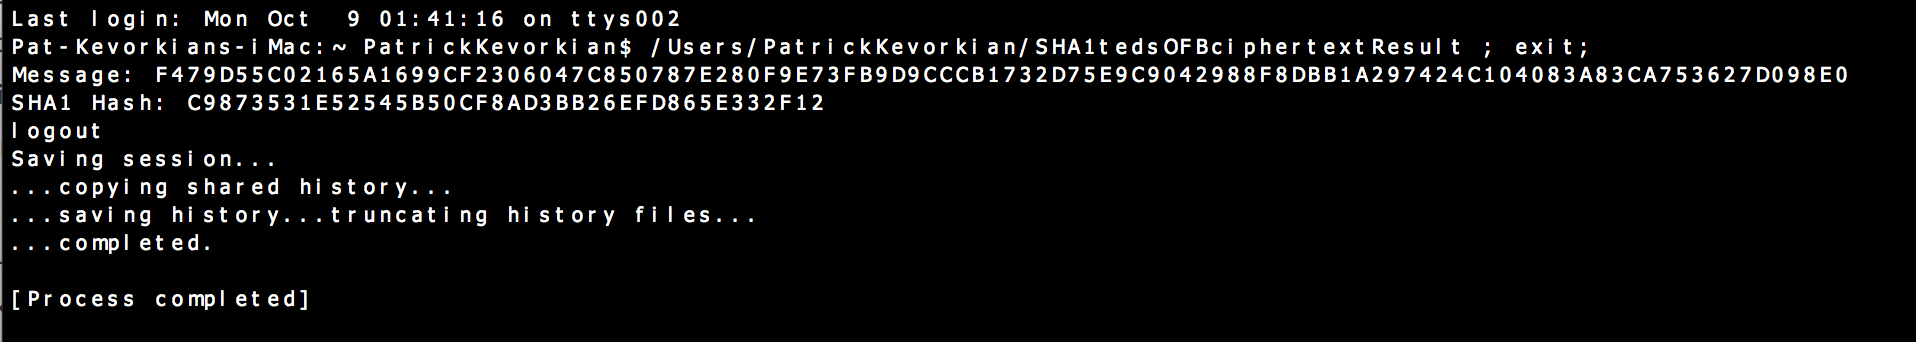 Last login: Mon Oct  9 01:41:16 on ttys002
Pat-Kevorkians-iMac:~ PatrickKevorkian$ /Users/PatrickKevorkian/SHA1tedsOFBciphertextResult ; exit;
Message: F479D55C02165A1699CF2306047C850787E280F9E73FB9D9CCCB1732D75E9C9042988F8DBB1A297424C104083A83CA753627D098E0
SHA1 Hash: C9873531E52545B50CF8AD3BB26EFD865E332F12
logout
Saving session...
...copying shared history...
...saving history...truncating history files...
...completed.
[Process completed]